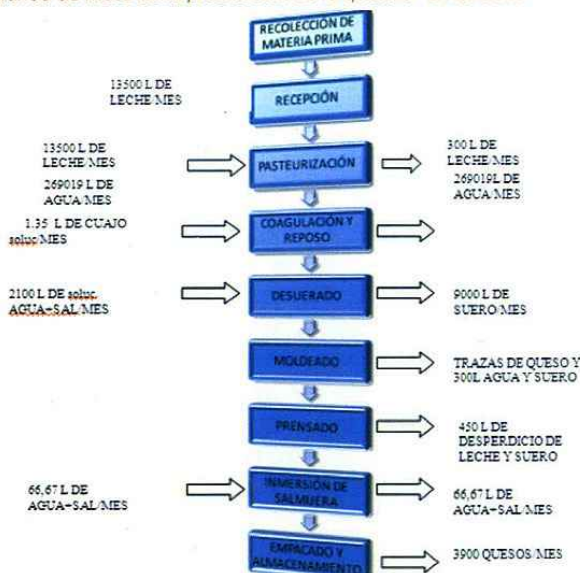 RECOLECCIÓN DE
MATERIA PRIMA
13500 L DE
LECHE/MES
RECEPCIÓN
13500 L DE
LECHE/MES
269019 L DE
AGUA/MES
PASTEURIZACIÓN
300 L DE
LECHE/MES
269019L DE
AGUA/MES
1.35 L DE CUAJO
soluc/MES
COAGULACIÓN Y
REPOSO
2100 L DE soluc.
AGUA+SAL/MES
DESUERADO
9000 L DE
SUERO/MES
MOLDEADO
TRAZAS DE QUESO Y
300L AGUA Y SUERO
PRENSADO
450 L DE
DESPERDICIO DE
LECHE Y SUERO
66,67 L DE
AGUA+SAL/MES
INMERSIÓN DE
SALMUERA
66,67 L DE
AGUA+SAL/MES
EMPACADO Y
ALMACENAMIENTO
3900 QUESOS/MES